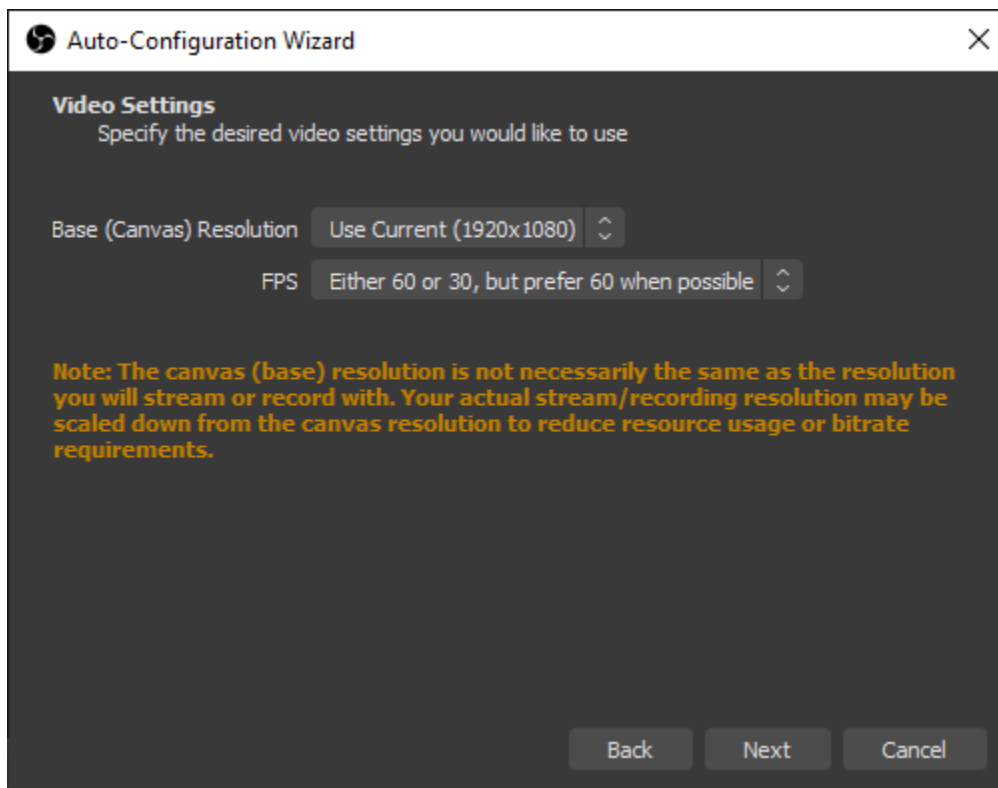 Auto-Configuration Wizard
Video Settings
Specify the desired video settings you would like to use
Base (Canvas) Resolution Use Current (1920x1080)
FPS Either 60 or 30, but prefer 60 when possible
Note: The canvas (base) resolution is not necessarily the same as the resolution
you will stream or record with. Your actual stream/recording resolution may be
scaled down from the canvas resolution to reduce resource usage or bitrate
requirements.
Back Next Cancel